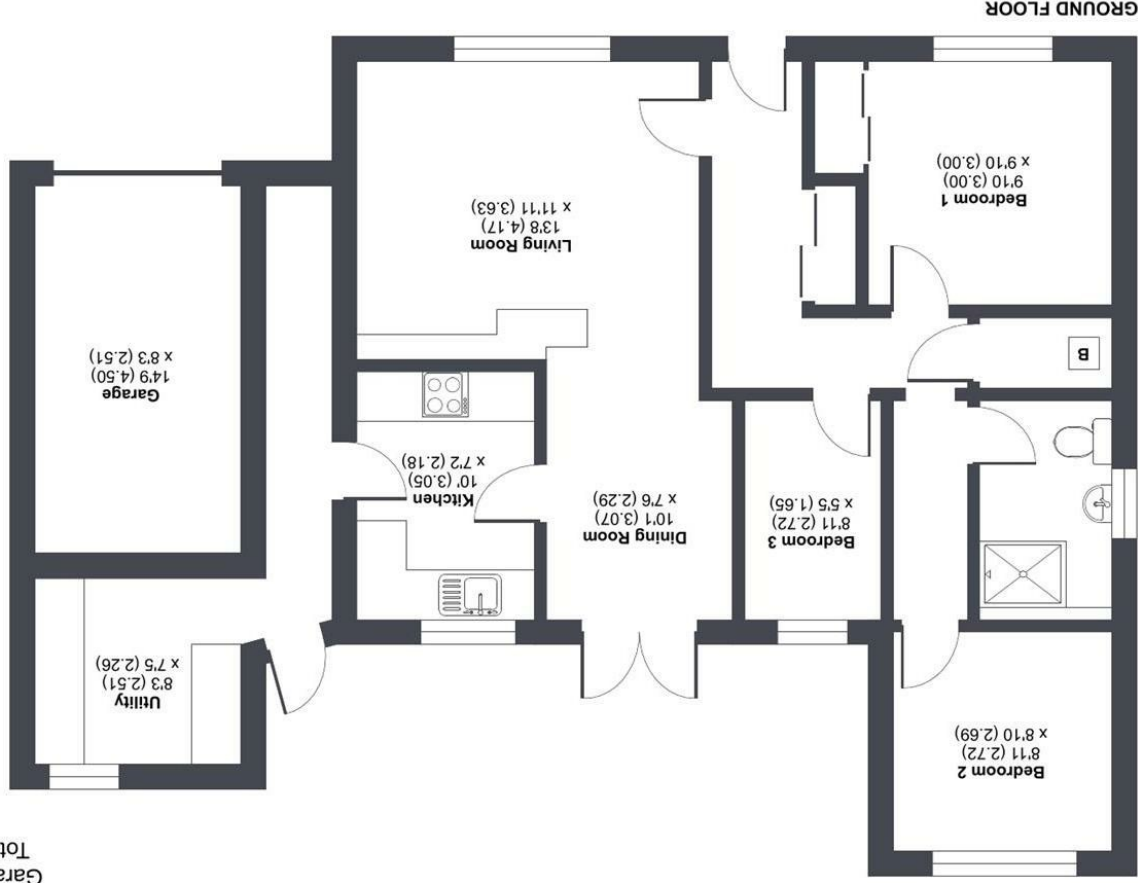 Gara
Tot
Bedroom 2
8'11 (2.72)
x 8'10 (2.69)
Utility
8'3 (2.51)
x 7'5 (2.26)
Bedroom 3
8'11 (2.72)
x 5'5 (1.65)
Dining Room
10'1 (3.07)
x 7'6 (2.29)
Kitchen
10' (3.05)
x 7'2 (2.18)
Garage
14'9 (4.50)
x 8'3 (2.51)
B
Living Room
13'8 (4.17)
x 11'11 (3.63)
Bedroom 1
9'10 (3.00)
x 9'10 (3.00)
GROUND FLOOR